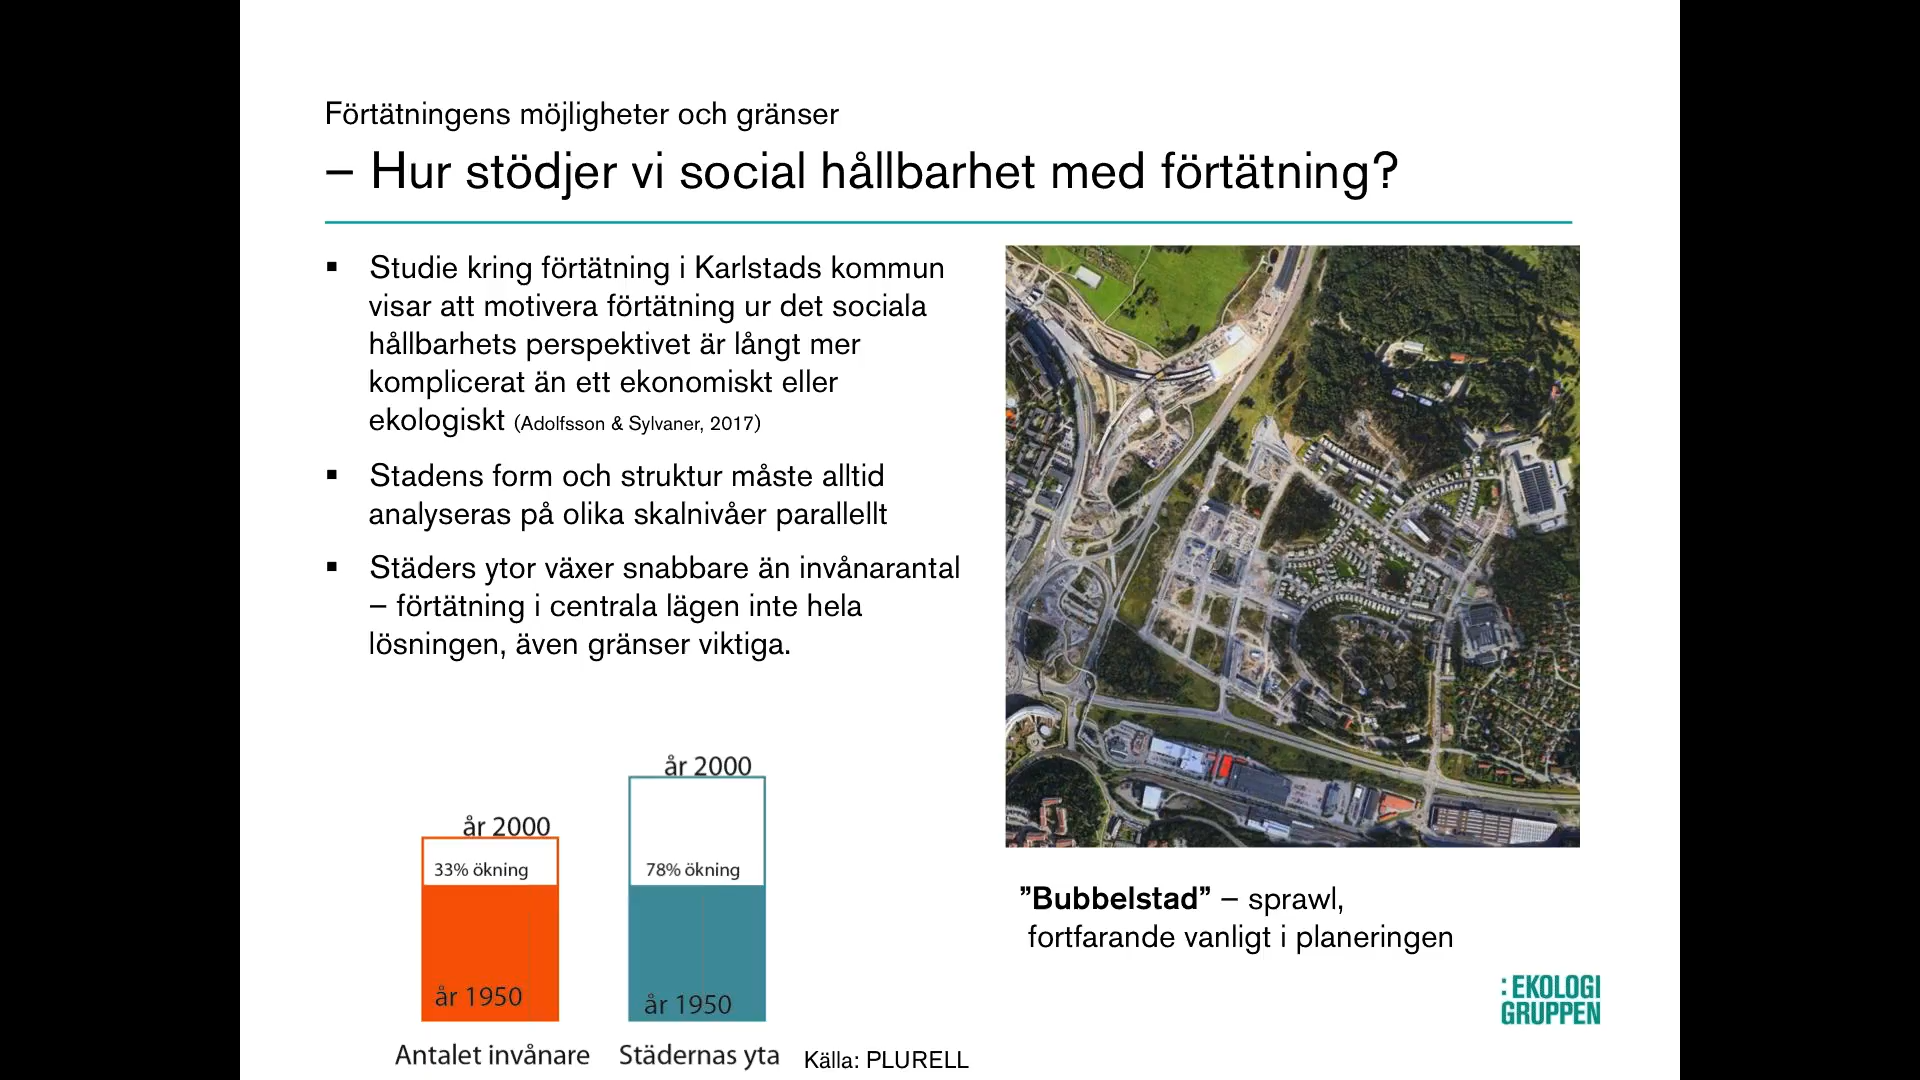 Förtätningens möjligheter och gränser
– Hur stödjer vi social hållbarhet med förtätning?
▪ Studie kring förtätning i Karlstads kommun
visar att motivera förtätning ur det sociala
hållbarhets perspektivet är långt mer
komplicerat än ett ekonomiskt eller
ekologiskt (Adolfsson & Sylvaner, 2017)
▪ Stadens form och struktur måste alltid
analyseras på olika skalnivåer parallellt
▪ Städers ytor växer snabbare än invånarantal
– förtätning i centrala lägen inte hela
lösningen, även gränser viktiga.
år 2000
33% ökning
år 1950
Antalet invånare
år 2000
78% ökning
år 1950
Städernas yta
Källa: PLURELL
”Bubbelstad” – sprawl,
fortfarande vanligt i planeringen
:EKOLOGI
GRUPPEN